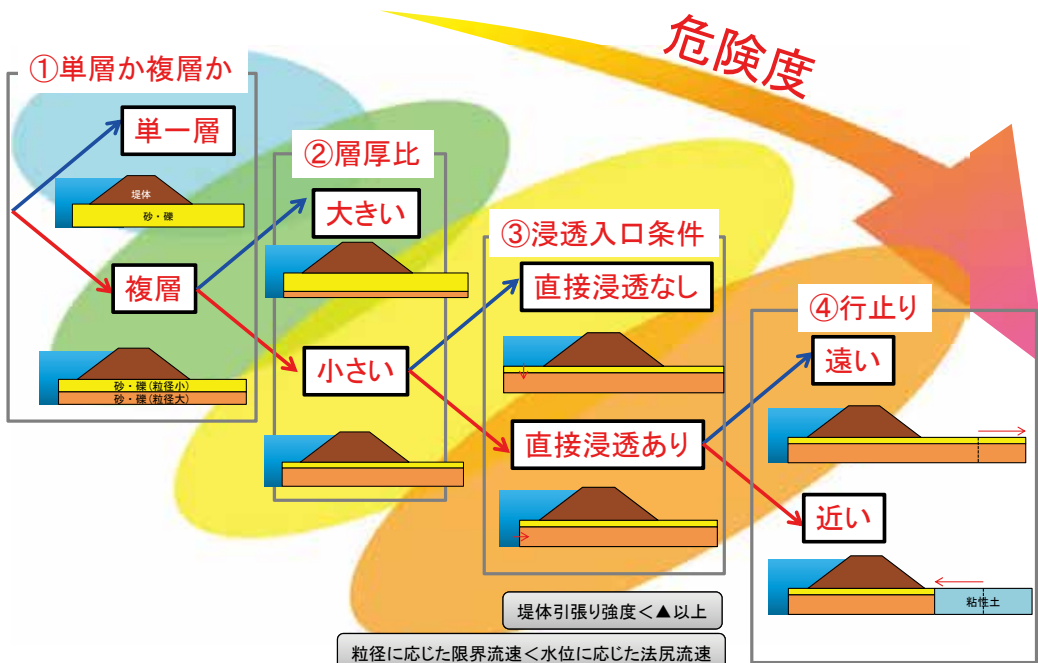 危険度
①単層か複層か
単一層
堤体
砂・礫
複層
砂・礫(粒径小)
砂・礫(粒径大)
②層厚比
大きい
小さい
③浸透入口条件
直接浸透なし
直接浸透あり
④行止り
遠い
近い
粘性土
堤体引張り強度<▲以上
粒径に応じた限界流速<水位に応じた法尻流速